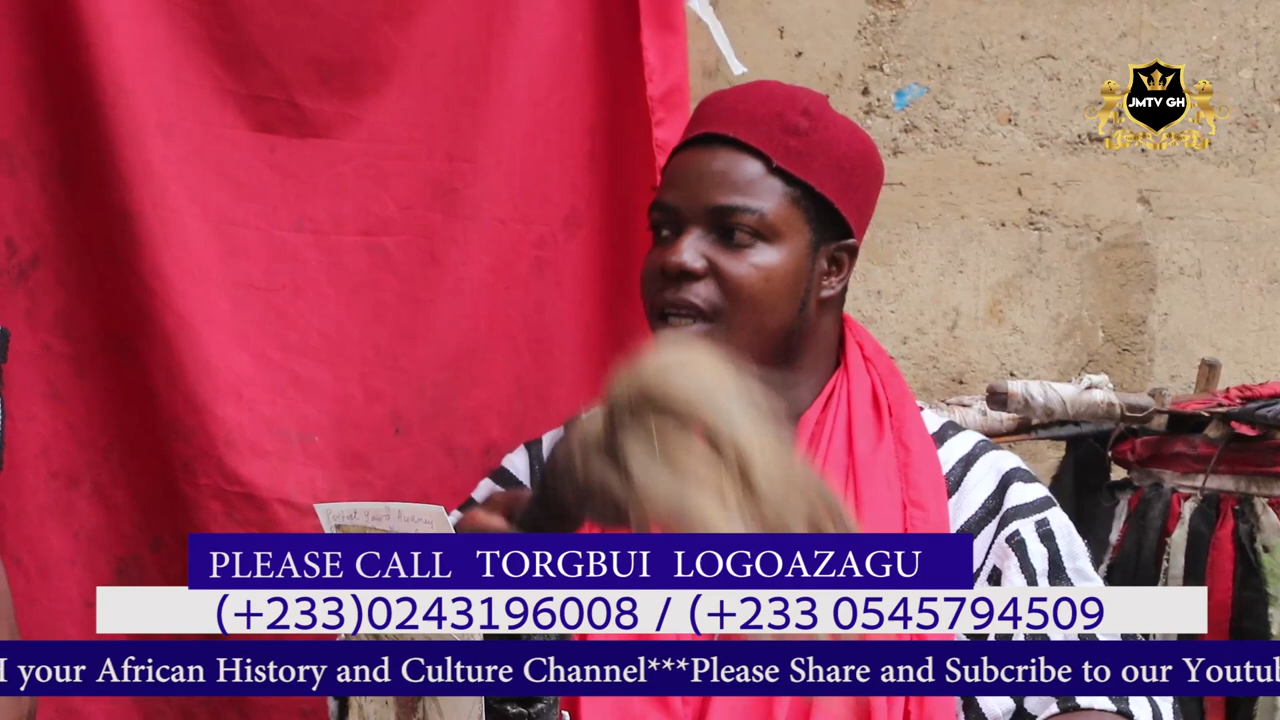 JMTV GH
PLEASE CALL TORGBUI LOGOAZAGU
(+233)0243196008 / (+233 0545794509
your African History and Culture Channel***Please Share and Subcribe to our